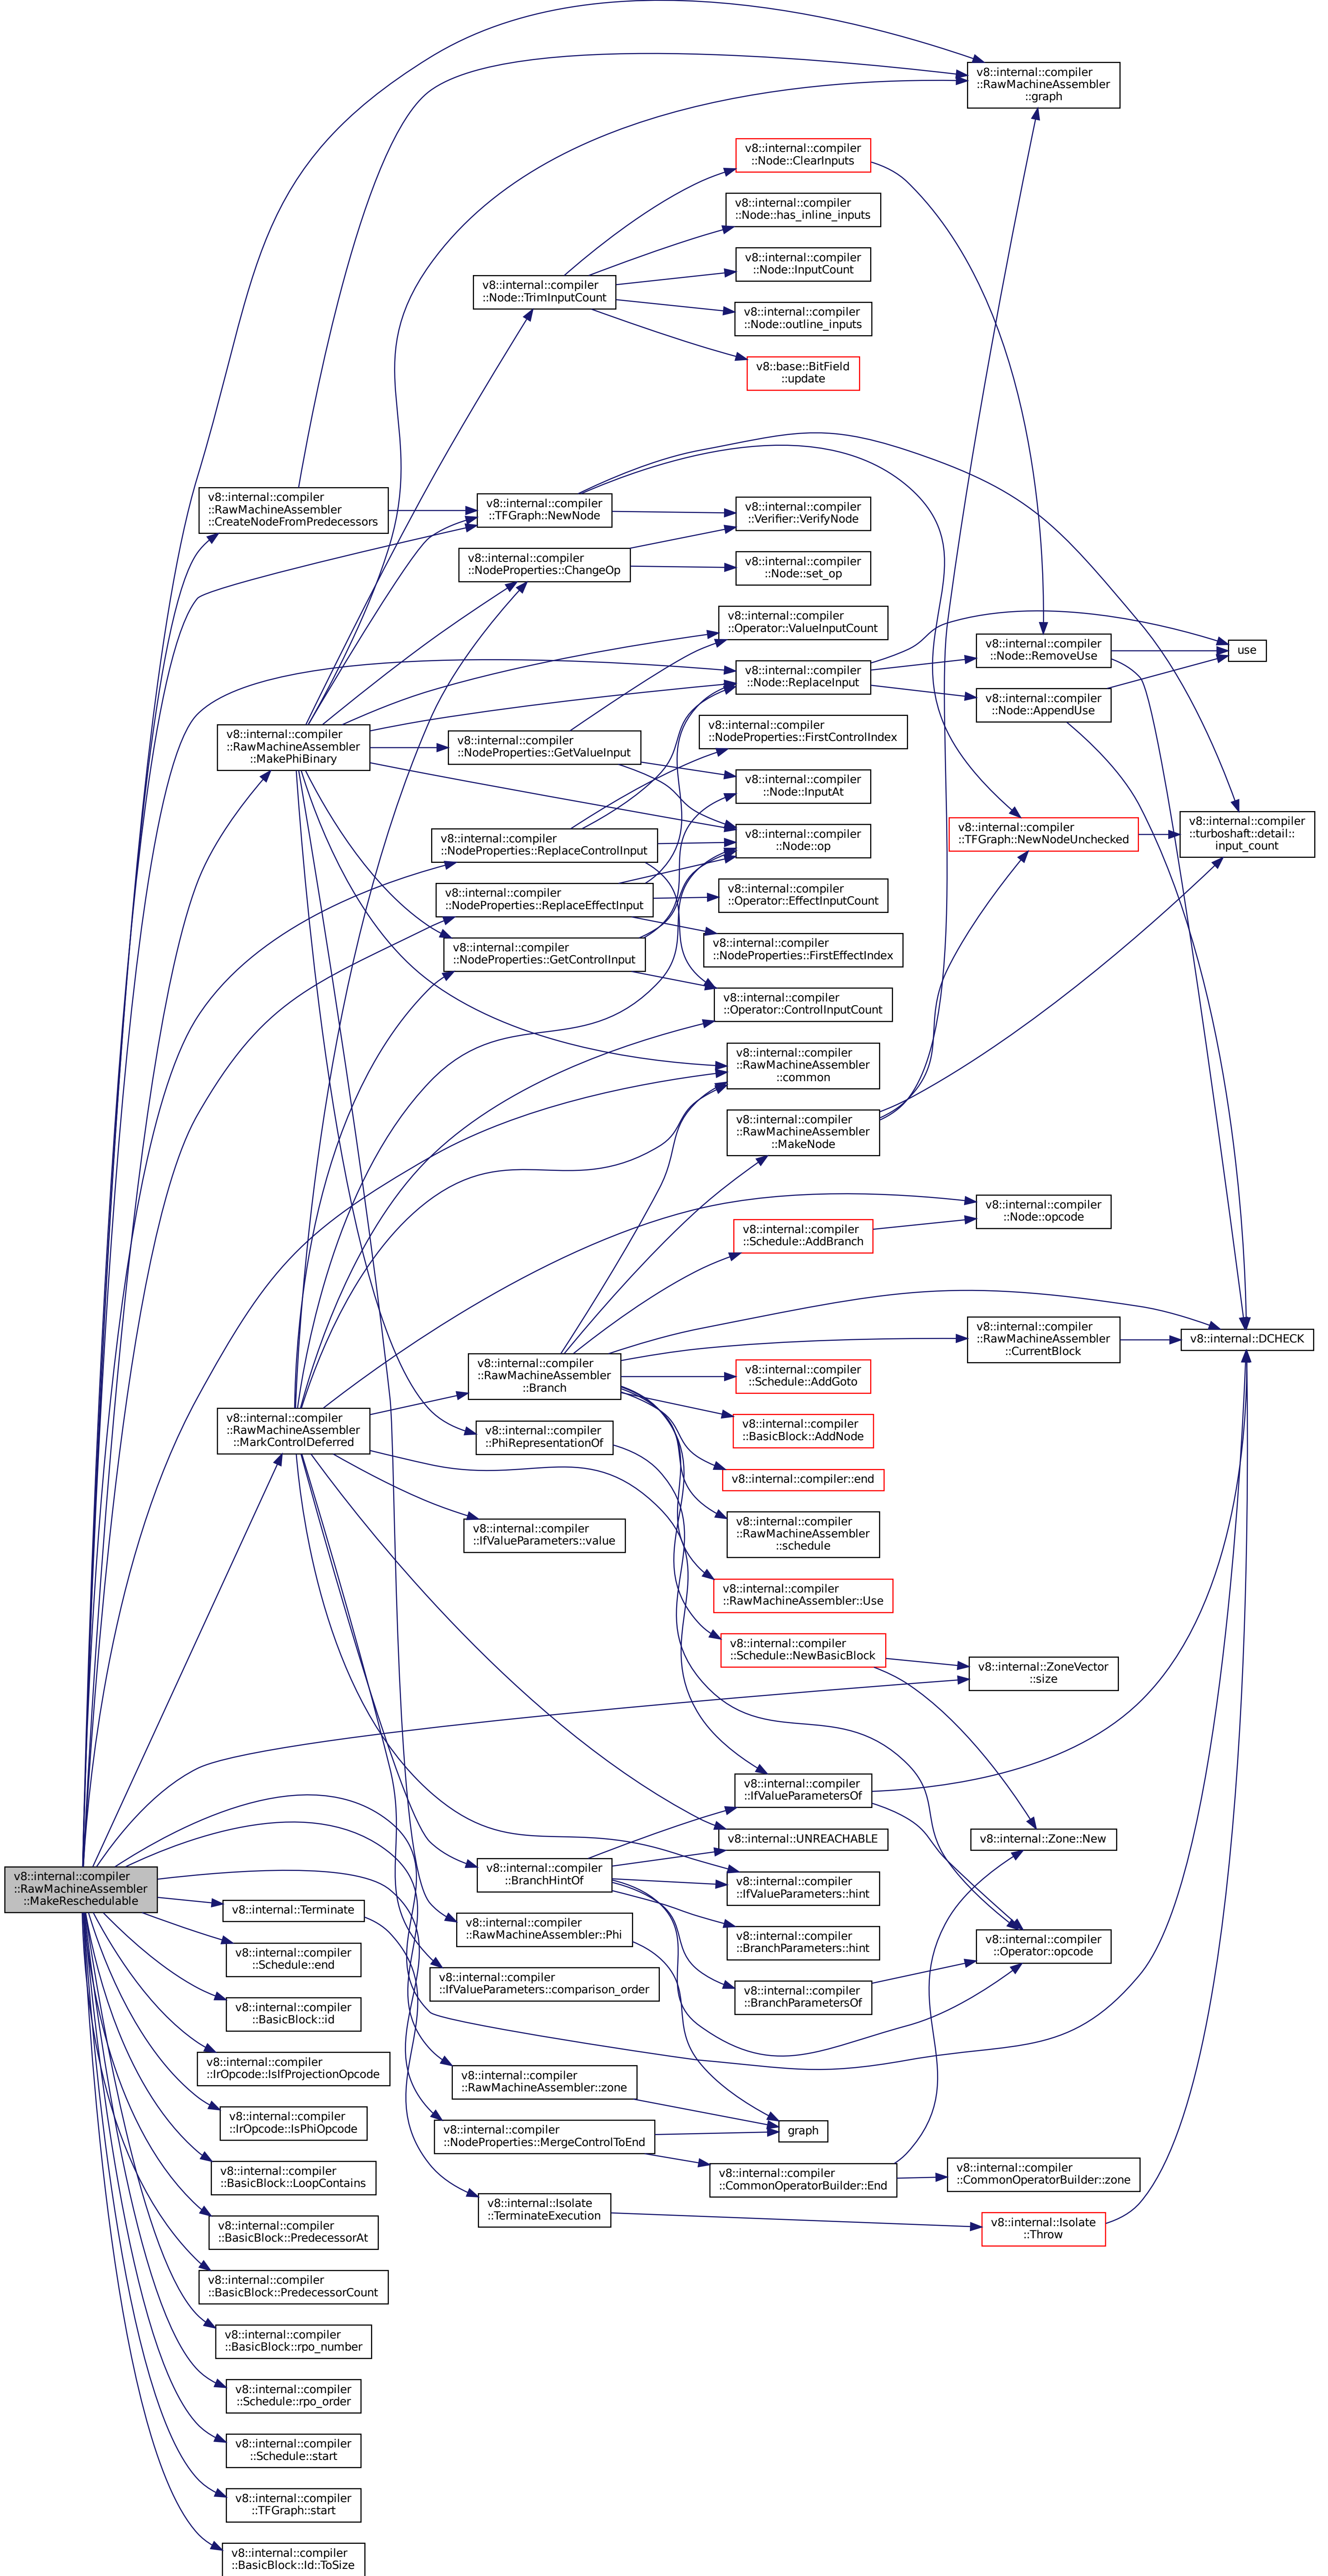 v8::internal::compiler
::RawMachineAssembler
::MakeReschedulable
v8::internal::compiler
::RawMachineAssembler
::graph
v8::internal::compiler
::Node::ClearInputs
v8::internal::compiler
::Node::has_inline_inputs
v8::internal::compiler
::Node::InputCount
v8::internal::compiler
::Node::TrimInputCount
v8::internal::compiler
::Node::outline_inputs
v8::base::BitField
::update
v8::internal::compiler
::RawMachineAssembler
::CreateNodeFromPredecessors
v8::internal::compiler
::TFGraph::NewNode
v8::internal::compiler
::Verifier::VerifyNode
v8::internal::compiler
::NodeProperties::ChangeOp
v8::internal::compiler
::Node::set_op
v8::internal::compiler
::Operator::ValueInputCount
v8::internal::compiler
::Node::RemoveUse
use
v8::internal::compiler
::Node::ReplaceInput
v8::internal::compiler
::Node::AppendUse
v8::internal::compiler
::RawMachineAssembler
::MakePhiBinary
v8::internal::compiler
::NodeProperties::GetValueInput
v8::internal::compiler
::NodeProperties::FirstControlIndex
v8::internal::compiler
::Node::InputAt
v8::internal::compiler
::NodeProperties::ReplaceControlInput
v8::internal::compiler
::Node::op
v8::internal::compiler
::TFGraph::NewNodeUnchecked
v8::internal::compiler
::turboshaft::detail::
input_count
v8::internal::compiler
::NodeProperties::ReplaceEffectInput
v8::internal::compiler
::Operator::EffectInputCount
v8::internal::compiler
::NodeProperties::GetControlInput
v8::internal::compiler
::NodeProperties::FirstEffectIndex
v8::internal::compiler
::Operator::ControlInputCount
v8::internal::compiler
::RawMachineAssembler
::common
v8::internal::compiler
::RawMachineAssembler
::MakeNode
v8::internal::compiler
::Node::opcode
v8::internal::compiler
::Schedule::AddBranch
v8::internal::compiler
::RawMachineAssembler
::CurrentBlock
v8::internal::DCHECK
v8::internal::compiler
::RawMachineAssembler
::Branch
v8::internal::compiler
::Schedule::AddGoto
v8::internal::compiler
::RawMachineAssembler
::MarkControlDeferred
v8::internal::compiler
::PhiRepresentationOf
v8::internal::compiler
::BasicBlock::AddNode
v8::internal::compiler::end
v8::internal::compiler
::IfValueParameters::value
v8::internal::compiler
::RawMachineAssembler
::schedule
v8::internal::compiler
::RawMachineAssembler::Use
v8::internal::compiler
::Schedule::NewBasicBlock
v8::internal::ZoneVector
::size
v8::internal::compiler
::IfValueParametersOf
v8::internal::UNREACHABLE
v8::internal::Zone::New
v8::internal::compiler
::BranchHintOf
v8::internal::compiler
::IfValueParameters::hint
v8::internal::Terminate
v8::internal::compiler
::RawMachineAssembler::Phi
v8::internal::compiler
::BranchParameters::hint
v8::internal::compiler
::Operator::opcode
v8::internal::compiler
::Schedule::end
v8::internal::compiler
::IfValueParameters::comparison_order
v8::internal::compiler
::BranchParametersOf
v8::internal::compiler
::BasicBlock::id
v8::internal::compiler
::IrOpcode::IsIfProjectionOpcode
v8::internal::compiler
::RawMachineAssembler::zone
v8::internal::compiler
::IrOpcode::IsPhiOpcode
v8::internal::compiler
::NodeProperties::MergeControlToEnd
graph
v8::internal::compiler
::BasicBlock::LoopContains
v8::internal::compiler
::CommonOperatorBuilder::End
v8::internal::compiler
::CommonOperatorBuilder::zone
v8::internal::compiler
::BasicBlock::PredecessorAt
v8::internal::Isolate
::TerminateExecution
v8::internal::Isolate
::Throw
v8::internal::compiler
::BasicBlock::PredecessorCount
v8::internal::compiler
::BasicBlock::rpo_number
v8::internal::compiler
::Schedule::rpo_order
v8::internal::compiler
::Schedule::start
v8::internal::compiler
::TFGraph::start
v8::internal::compiler
::BasicBlock::Id::ToSize